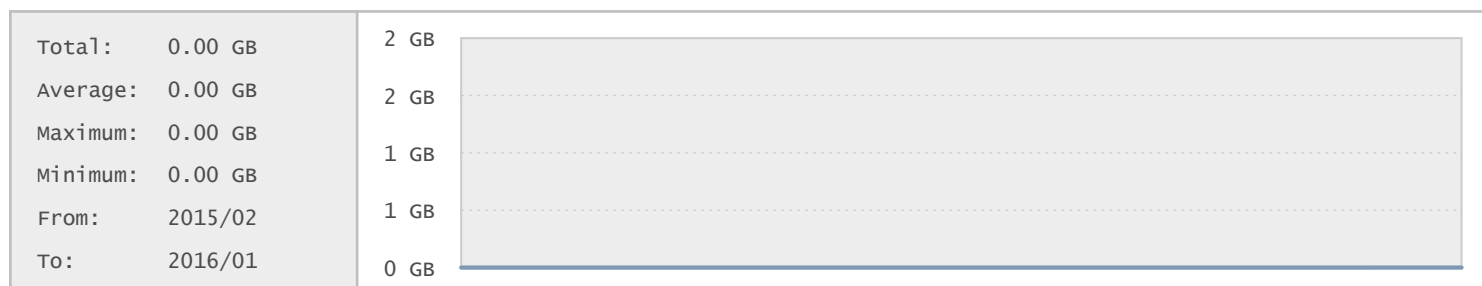 Total: 0.00 GB
Average: 0.00 GB
Maximum: 0.00 GB
Minimum: 0.00 GB
From: 2015/02
To: 2016/01
2 GB
2 GB
1 GB
1 GB
0 GB